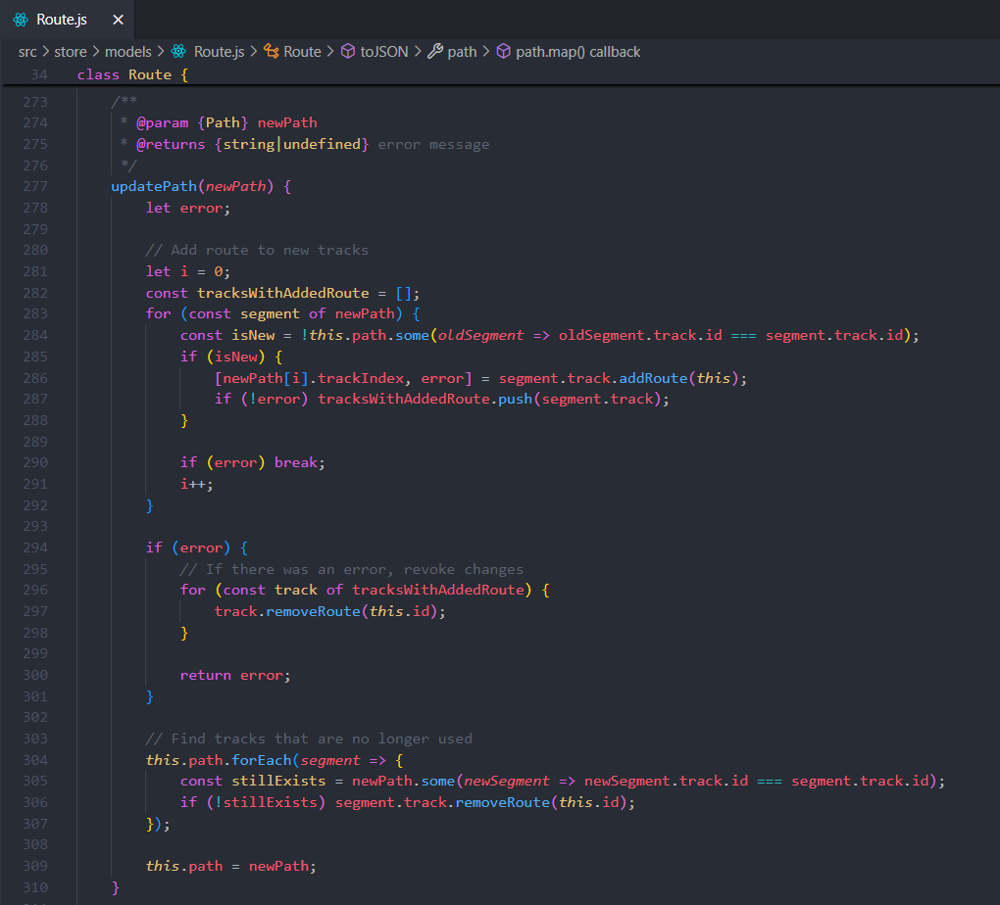 Route.js ×
src > store > models > Route.js > Route > toJSON > path > path.map() callback
34 class Route {
273 /**
274 * @param {Path} newPath
275 * @returns {string|undefined} error message
276 */
277 updatePath(newPath) {
278 let error;
279
280 // Add route to new tracks
281 let i = 0;
282 const tracksWithAddedRoute = [];
283 for (const segment of newPath) {
284 const isNew = !this.path.some(oldSegment => oldSegment.track.id === segment.track.id);
285 if (isNew) {
286 [newPath[i].trackIndex, error] = segment.track.addRoute(this);
287 if (!error) tracksWithAddedRoute.push(segment.track);
288 }
289
290 if (error) break;
291 i++;
292 }
293
294 if (error) {
295 // If there was an error, revoke changes
296 for (const track of tracksWithAddedRoute) {
297 track.removeRoute(this.id);
298 }
299
300 return error;
301 }
302
303 // Find tracks that are no longer used
304 this.path.forEach(segment => {
305 const stillExists = newPath.some(newSegment => newSegment.track.id === segment.track.id);
306 if (!stillExists) segment.track.removeRoute(this.id);
307 });
308
309 this.path = newPath;
310 }